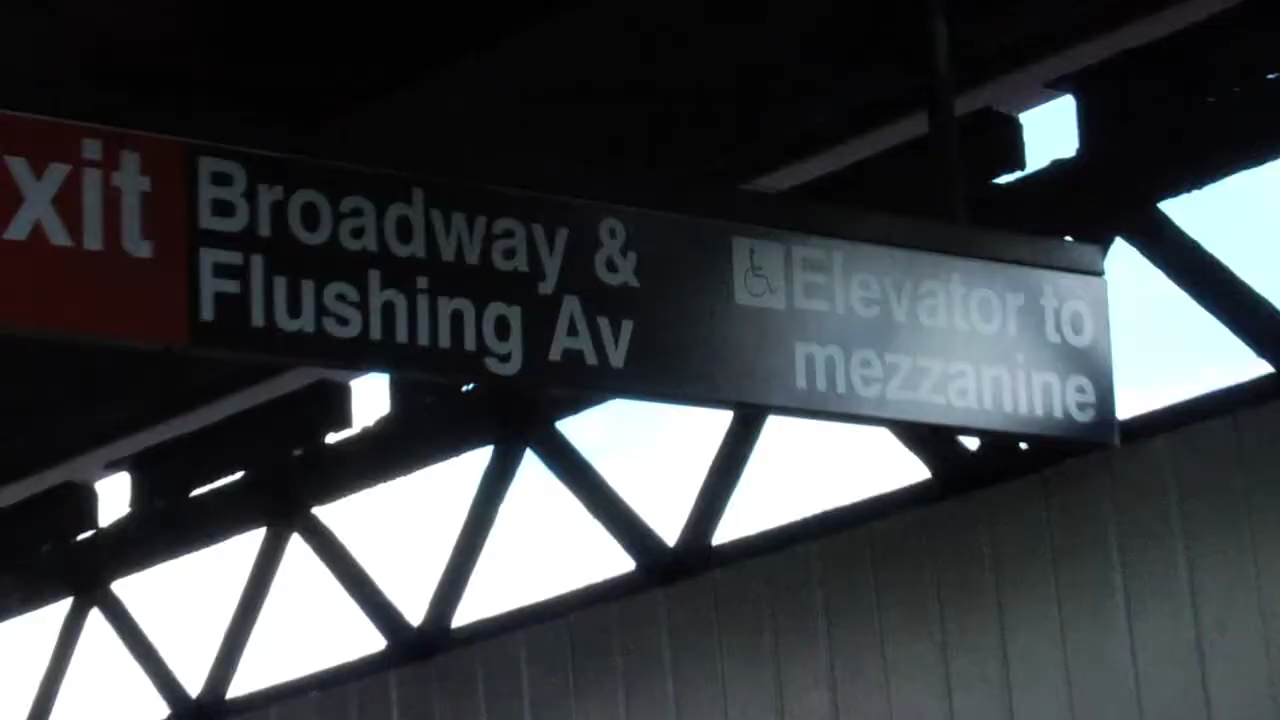 xit
Broadway &
Flushing Av
Elevator to
mezzanine